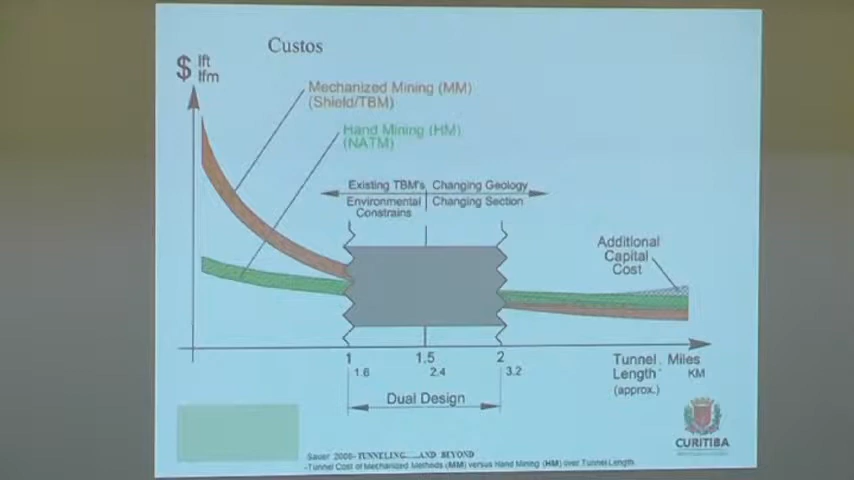 Custos
$ lft
lfm
Mechanized Mining (MM)
(Shield/TBM)
Hand Mining (HM)
(NATM)
Existing TBM's Changing Geology
Environmental Changing Section
Constrains
Additional
Capital
Cost
1 1.5 2
1.6 2.4 3.2
Tunnel Miles
Length KM
(approx.)
Dual Design
CURITIBA
Sauer 2006- TUNNELING.....AND BEYOND
-Tunnel Cost of Mechanized Methods (MM) versus Hand Mining (HM) over Tunnel Length